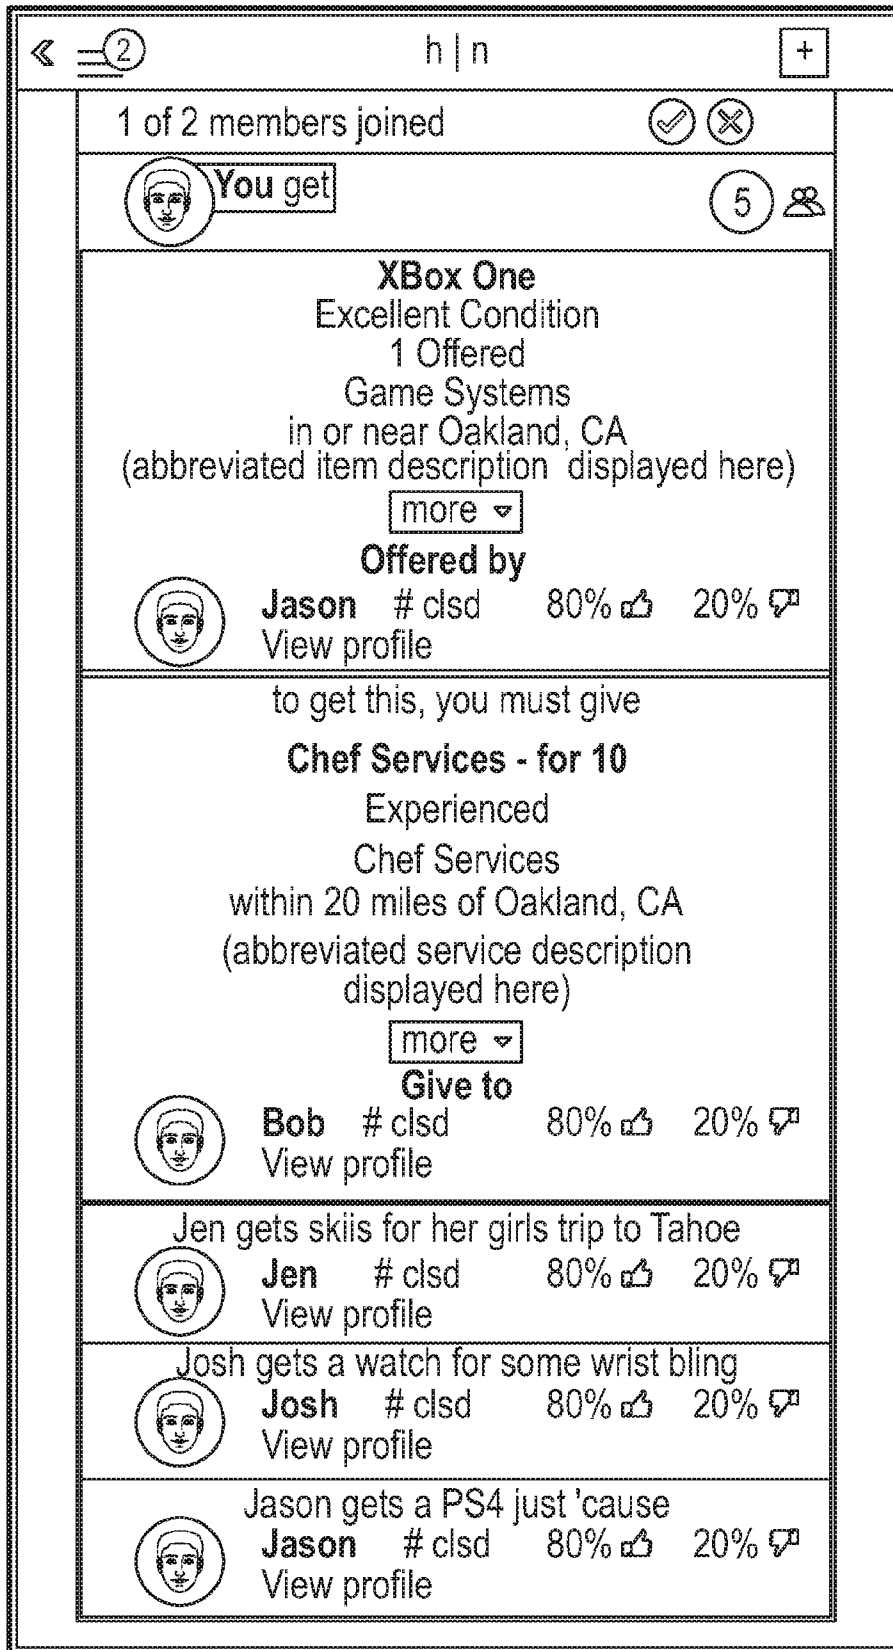 2
h | n
+
1 of 2 members joined
You get
5
XBox One
Excellent Condition
1 Offered
Game Systems
in or near Oakland, CA
(abbreviated item description displayed here)
more
Offered by
Jason # clsd 80% 20%
View profile
to get this, you must give
Chef Services - for 10
Experienced
Chef Services
within 20 miles of Oakland, CA
(abbreviated service description
displayed here)
more
Give to
Bob # clsd 80% 20%
View profile
Jen gets skiis for her girls trip to Tahoe
Jen # clsd 80% 20%
View profile
Josh gets a watch for some wrist bling
Josh # clsd 80% 20%
View profile
Jason gets a PS4 just 'cause
Jason # clsd 80% 20%
View profile